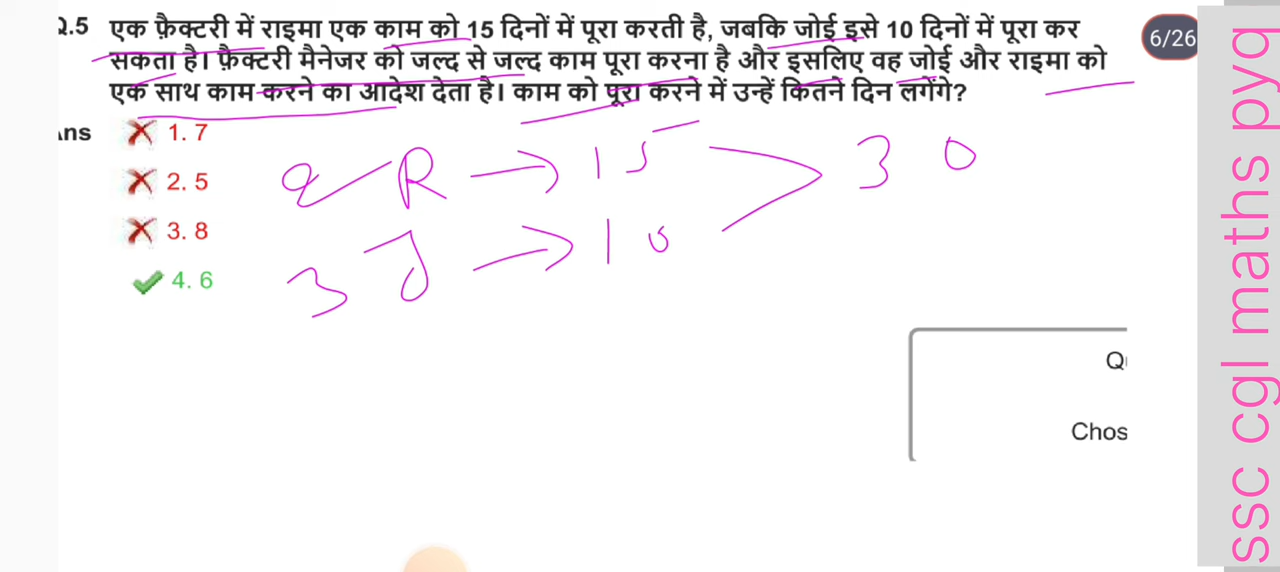 Q.5 एक फ़ैक्टरी में राइमा एक काम को 15 दिनों में पूरा करती है, जबकि जोई इसे 10 दिनों में पूरा कर
सकता है। फ़ैक्टरी मैनेजर को जल्द से जल्द काम पूरा करना है और इसलिए वह जोई और राइमा को
एक साथ काम करने का आदेश देता है। काम को पूरा करने में उन्हें कितने दिन लगेंगे?
6/26
Ans 1. 7
2. 5
3. 8
4. 6
2 R → 15
30
3 J → 10
Q
Chos
ssc cgl maths pyq